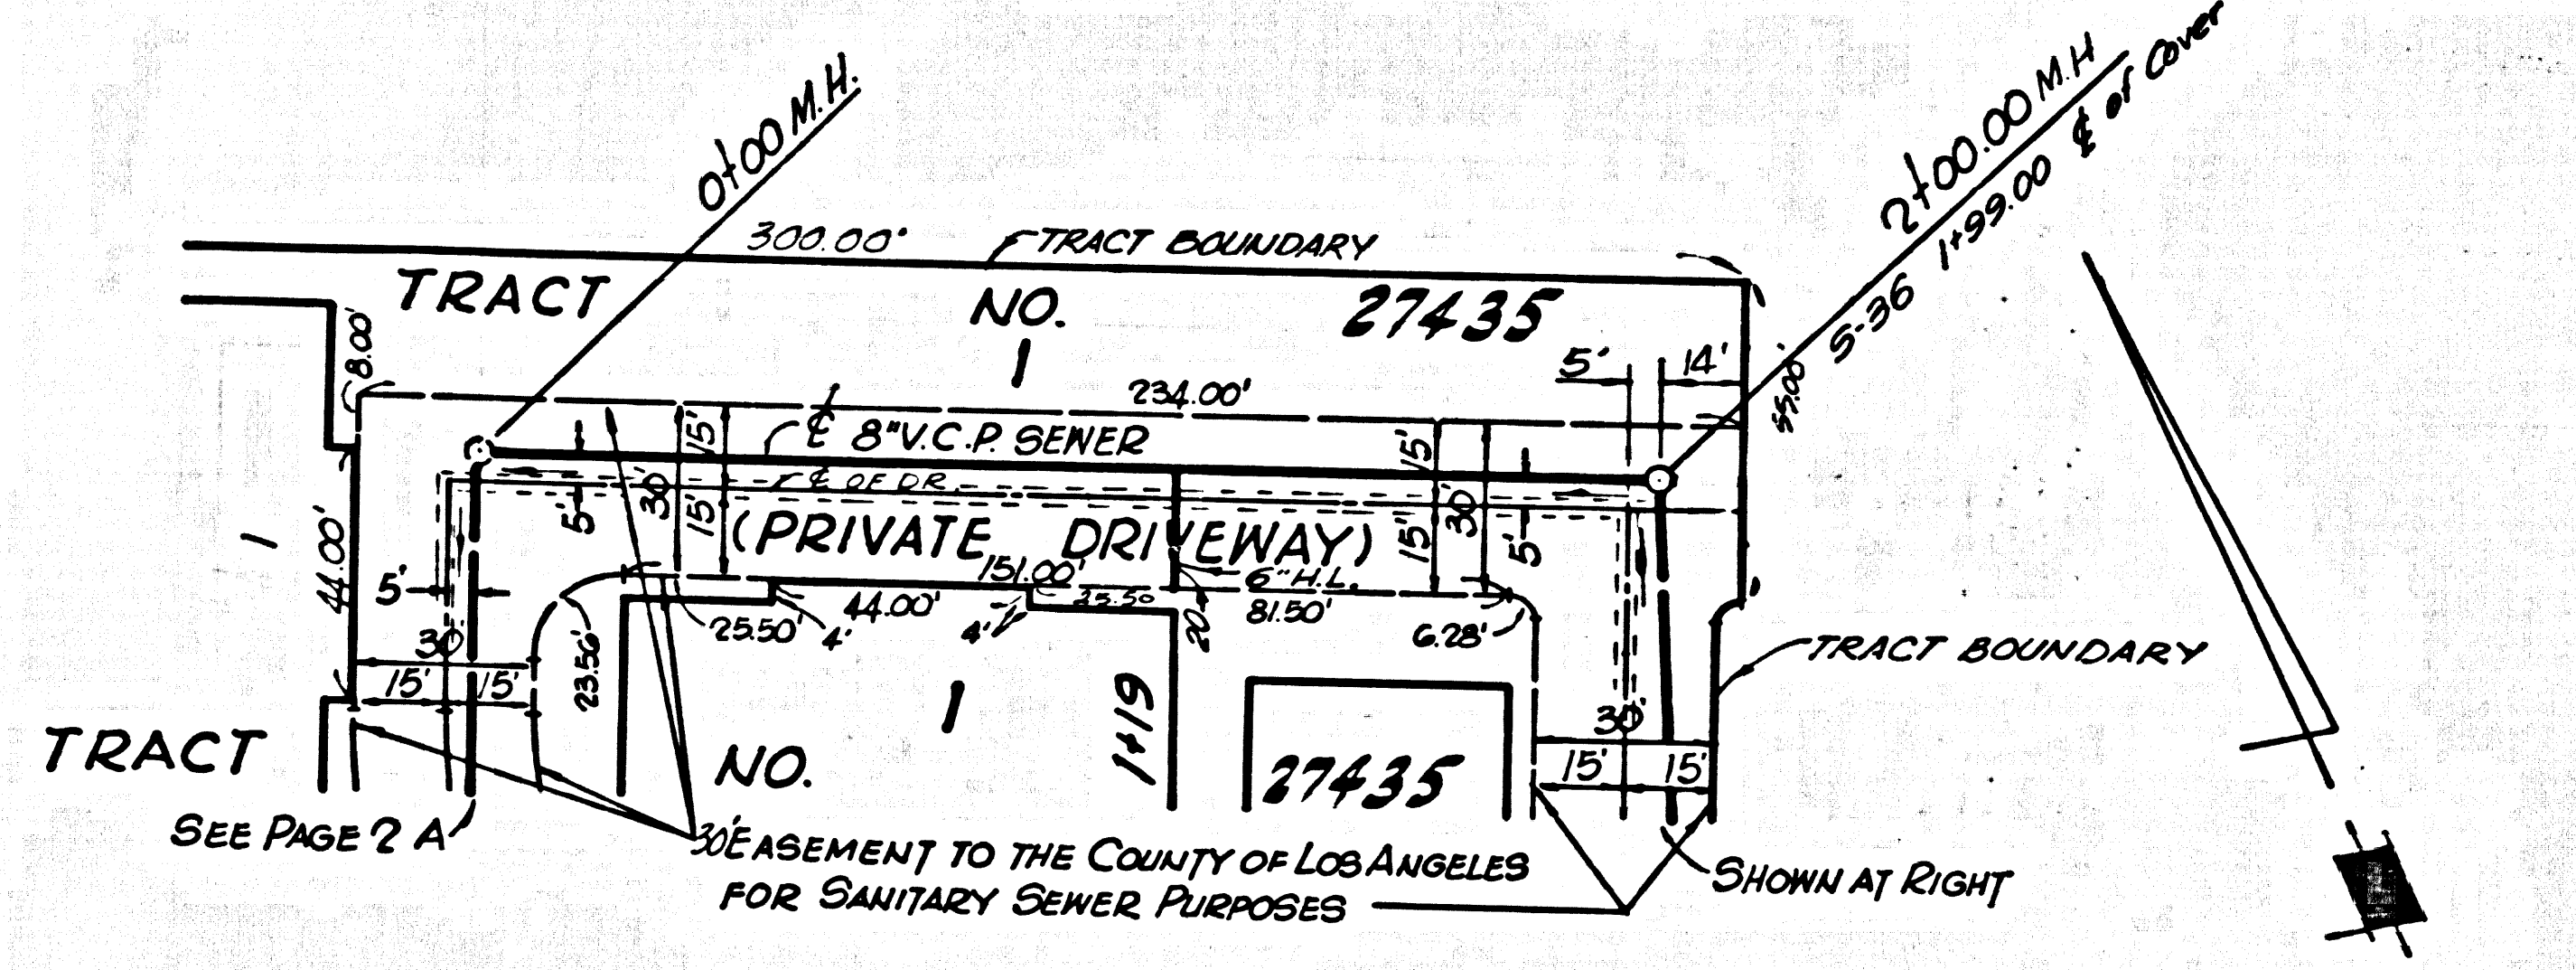 0+00 M.H.
2+00.00 M.H
S-36 1+99.00 ℄ of Cover
300.00'
TRACT BOUNDARY
TRACT NO. 27435
1
8.00'
5' 14'
55.00'
234.00'
℄ 8" V.C.P. SEWER
15' 15' 30'
℄ OF DR.
15' 15' 30'
5'
5'
(PRIVATE DRIVEWAY)
1
44.00'
5'
151.00'
6" H.L.
25.50' 4' 44.00' 4' 25.50 20 81.50' 6.28'
23.56'
30'
15' 15'
TRACT BOUNDARY
1
1+19
30'
15' 15'
TRACT NO. 27435
SEE PAGE 2 A
30' EASEMENT TO THE COUNTY OF LOS ANGELES
FOR SANITARY SEWER PURPOSES
SHOWN AT RIGHT